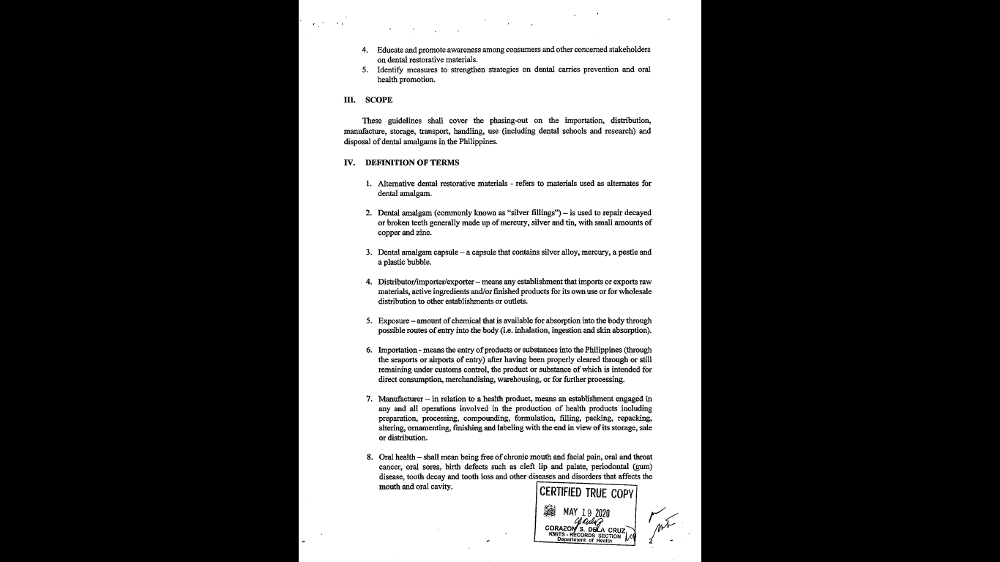 4. Educate and promote awareness among consumers and other concerned stakeholders
on dental restorative materials.
5. Identify measures to strengthen strategies on dental carries prevention and oral
health promotion.
III. SCOPE
These guidelines shall cover the phasing-out on the importation, distribution,
manufacture, storage, transport, handling, use (including dental schools and research) and
disposal of dental amalgams in the Philippines.
IV. DEFINITION OF TERMS
1. Alternative dental restorative materials - refers to materials used as alternates for
dental amalgam.
2. Dental amalgam (commonly known as “silver fillings”) – is used to repair decayed
or broken teeth generally made up of mercury, silver and tin, with small amounts of
copper and zinc.
3. Dental amalgam capsule – a capsule that contains silver alloy, mercury, a pestle and
a plastic bubble.
4. Distributor/importer/exporter – means any establishment that imports or exports raw
materials, active ingredients and/or finished products for its own use or for wholesale
distribution to other establishments or outlets.
5. Exposure – amount of chemical that is available for absorption into the body through
possible routes of entry into the body (i.e. inhalation, ingestion and skin absorption).
6. Importation - means the entry of products or substances into the Philippines (through
the seaports or airports of entry) after having been properly cleared through or still
remaining under customs control, the product or substance of which is intended for
direct consumption, merchandising, warehousing, or for further processing.
7. Manufacturer – in relation to a health product, means an establishment engaged in
any and all operations involved in the production of health products including
preparation, processing, compounding, formulation, filling, packing, repacking,
altering, ornamenting, finishing and labeling with the end in view of its storage, sale
or distribution.
8. Oral health – shall mean being free of chronic mouth and facial pain, oral and throat
cancer, oral sores, birth defects such as cleft lip and palate, periodontal (gum)
disease, tooth decay and tooth loss and other diseases and disorders that affects the
mouth and oral cavity.
CERTIFIED TRUE COPY
MAY 19 2020
CORAZON S. DELA CRUZ
KMITS - RECORDS SECTION
Department of Health
2